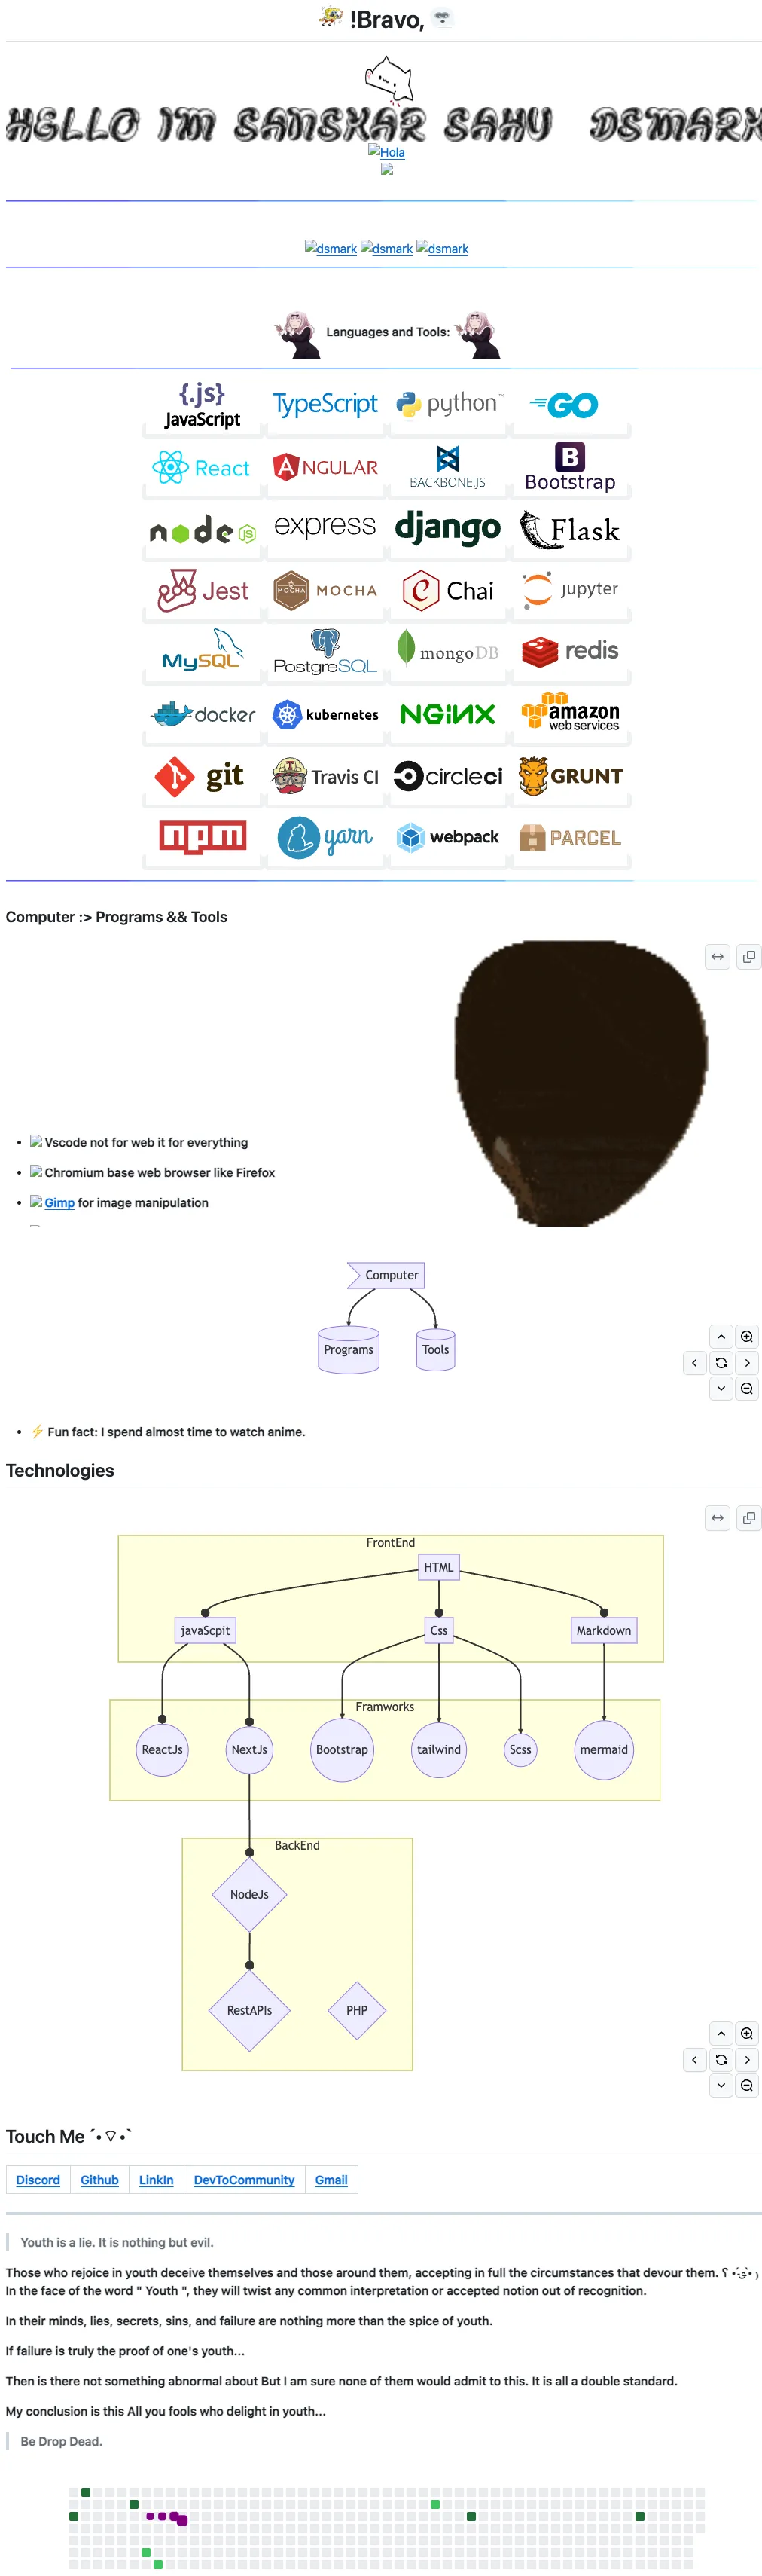 !Bravo,
HELLO IM SANSKAR SAHU DSMARK
Hola
dsmark dsmark dsmark
Languages and Tools:
{.js}
JavaScript TypeScript python™ GO
React ANGULAR BACKBONE.JS B Bootstrap
node JS express django Flask
Jest MOCHA MOCHA Chai jupyter
MySQL PostgreSQL mongoDB redis
docker kubernetes NGINX amazon
web services
git Travis CI circleci GRUNT
npm yarn webpack PARCEL
Computer :> Programs && Tools
• Vscode not for web it for everything
• Chromium base web browser like Firefox
• Gimp for image manipulation
Computer
Programs Tools
• ⚡ Fun fact: I spend almost time to watch anime.
Technologies
FrontEnd
HTML
javaScpit Css Markdown
Framworks
ReactJs NextJs Bootstrap tailwind Scss mermaid
BackEnd
NodeJs
RestAPIs PHP
Touch Me ´•⩊•`
Discord Github LinkIn DevToCommunity Gmail
Youth is a lie. It is nothing but evil.
Those who rejoice in youth deceive themselves and those around them, accepting in full the circumstances that devour them.
In the face of the word " Youth ", they will twist any common interpretation or accepted notion out of recognition.
In their minds, lies, secrets, sins, and failure are nothing more than the spice of youth.
If failure is truly the proof of one's youth...
Then is there not something abnormal about But I am sure none of them would admit to this. It is all a double standard.
My conclusion is this All you fools who delight in youth...
Be Drop Dead.